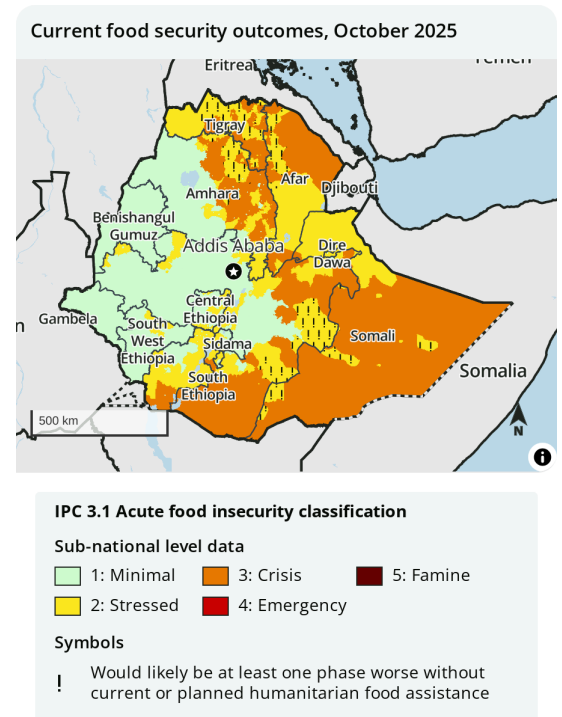 Current food security outcomes, October 2025
Eritrea
Yemen
Tigray
Afar
Djibouti
Amhara
Benishangul
Gumuz
Addis Ababa
Dire
Dawa
Central
Ethiopia
Gambela
South
West
Ethiopia
n
Sidama
Somali
Somalia
South
Ethiopia
500 km
N
i
IPC 3.1 Acute food insecurity classification
Sub-national level data
1: Minimal
3: Crisis
5: Famine
2: Stressed
4: Emergency
Symbols
! Would likely be at least one phase worse without
current or planned humanitarian food assistance